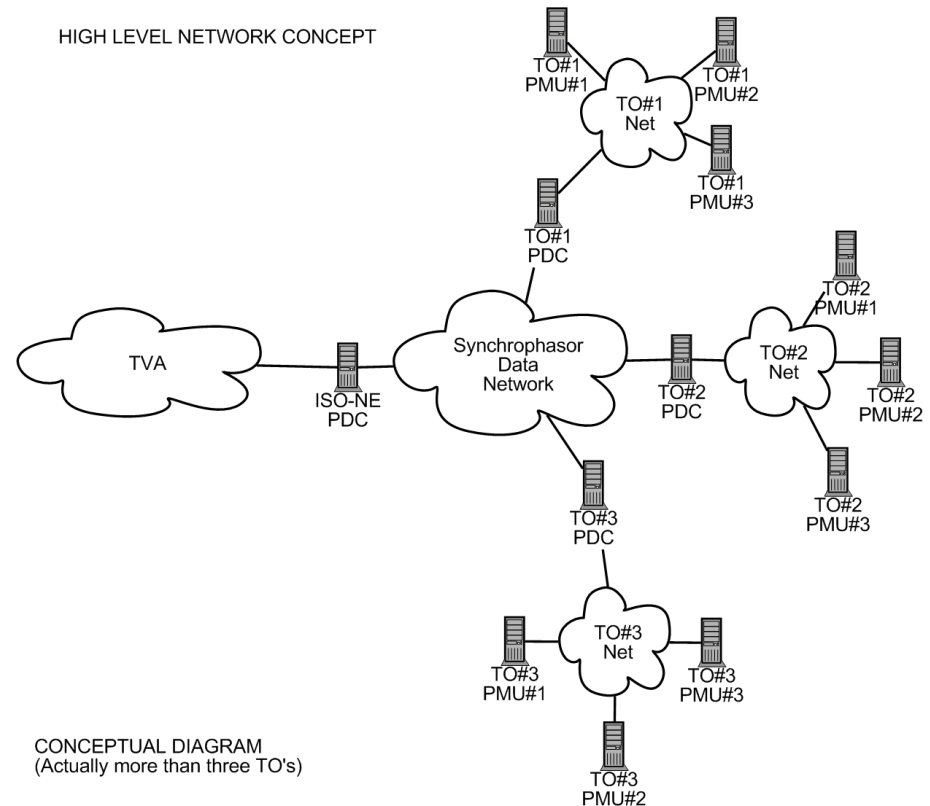 HIGH LEVEL NETWORK CONCEPT
TO#1
PMU#1
TO#1
PMU#2
TO#1
Net
TO#1
PMU#3
TO#1
PDC
TO#2
PMU#1
TVA
ISO-NE
PDC
Synchrophasor
Data
Network
TO#2
PDC
TO#2
Net
TO#2
PMU#2
TO#2
PMU#3
TO#3
PDC
TO#3
Net
TO#3
PMU#1
TO#3
PMU#3
TO#3
PMU#2
CONCEPTUAL DIAGRAM
(Actually more than three TO's)